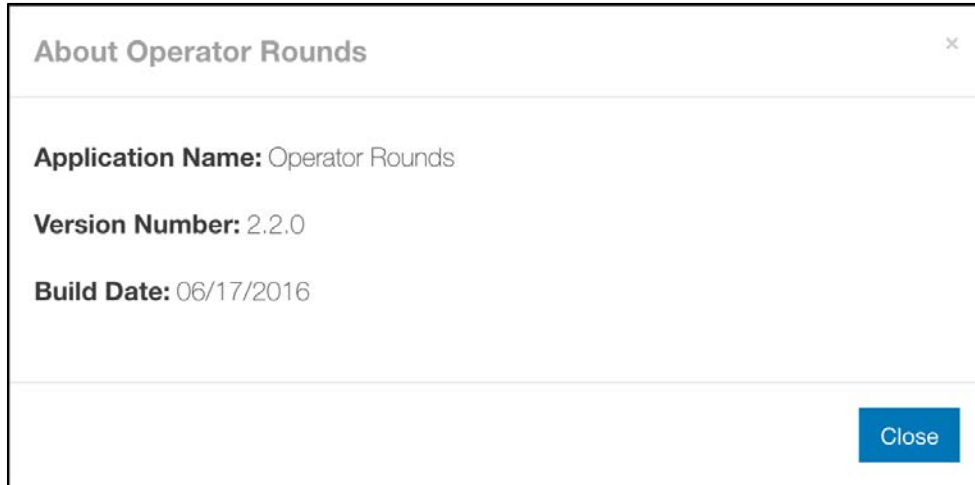 About Operator Rounds ×
Application Name: Operator Rounds
Version Number: 2.2.0
Build Date: 06/17/2016
Close